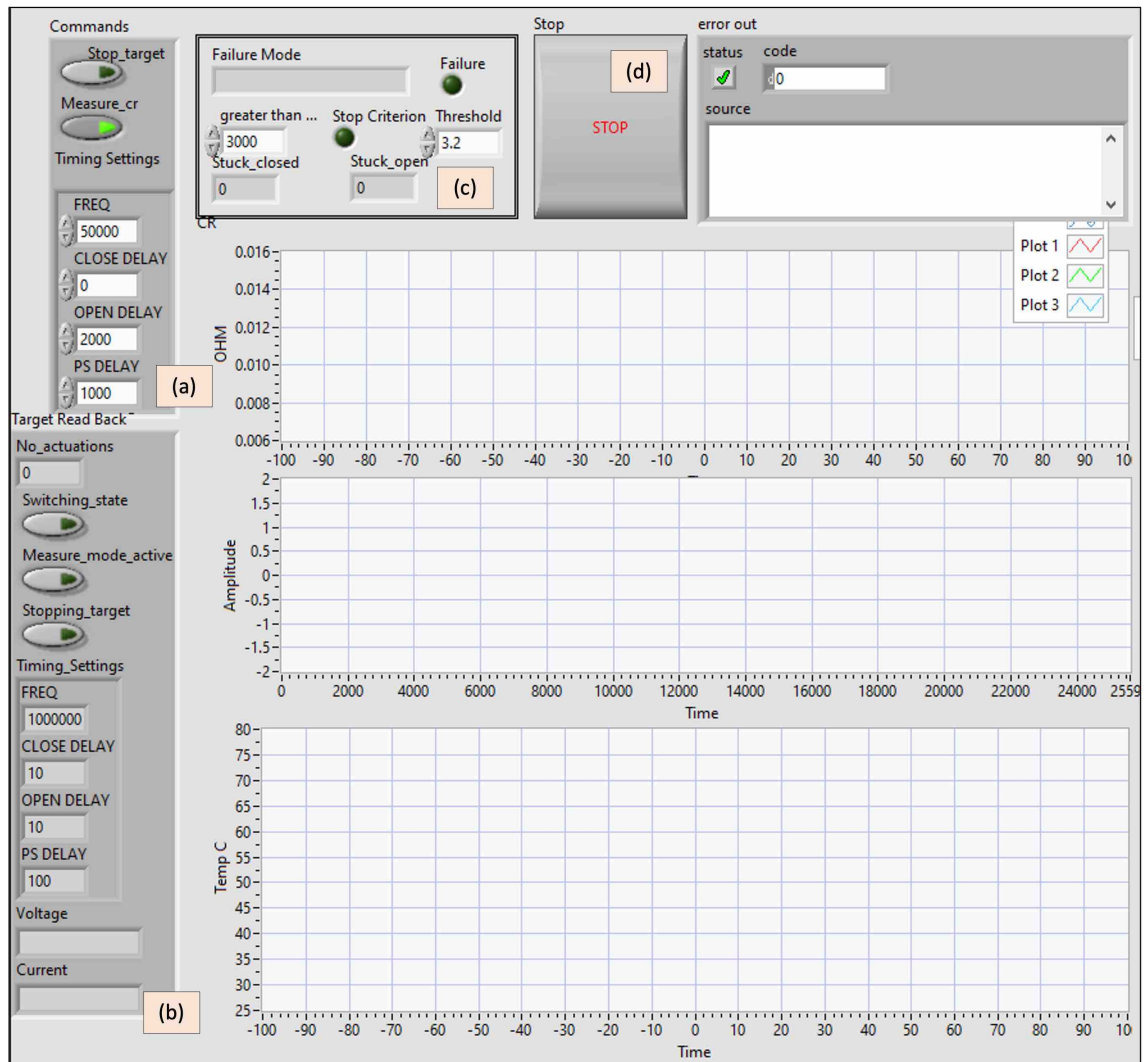 Commands
Stop_target
Measure_cr
Timing Settings
FREQ
50000
CLOSE DELAY
0
OPEN DELAY
2000
PS DELAY
1000
(a)
Failure Mode
Failure
greater than ... Stop Criterion Threshold
3000
3.2
Stuck_closed Stuck_open
0 0
(c)
Stop
STOP
(d)
error out
status code
d0
source
CR
Plot 1
Plot 2
Plot 3
0.016
0.014
0.012
0.010
0.008
0.006
OHM
-100 -90 -80 -70 -60 -50 -40 -30 -20 -10 0 10 20 30 40 50 60 70 80 90 10
Target Read Back
No_actuations
0
Switching_state
Measure_mode_active
Stopping_target
Timing_Settings
FREQ
1000000
CLOSE DELAY
10
OPEN DELAY
10
PS DELAY
100
Voltage
Current
(b)
2
1.5
1
0.5
0
-0.5
-1
-1.5
-2
Amplitude
0 2000 4000 6000 8000 10000 12000 14000 16000 18000 20000 22000 24000 2559
Time
80
75
70
65
60
55
50
45
40
35
30
25
Temp C
-100 -90 -80 -70 -60 -50 -40 -30 -20 -10 0 10 20 30 40 50 60 70 80 90 10
Time